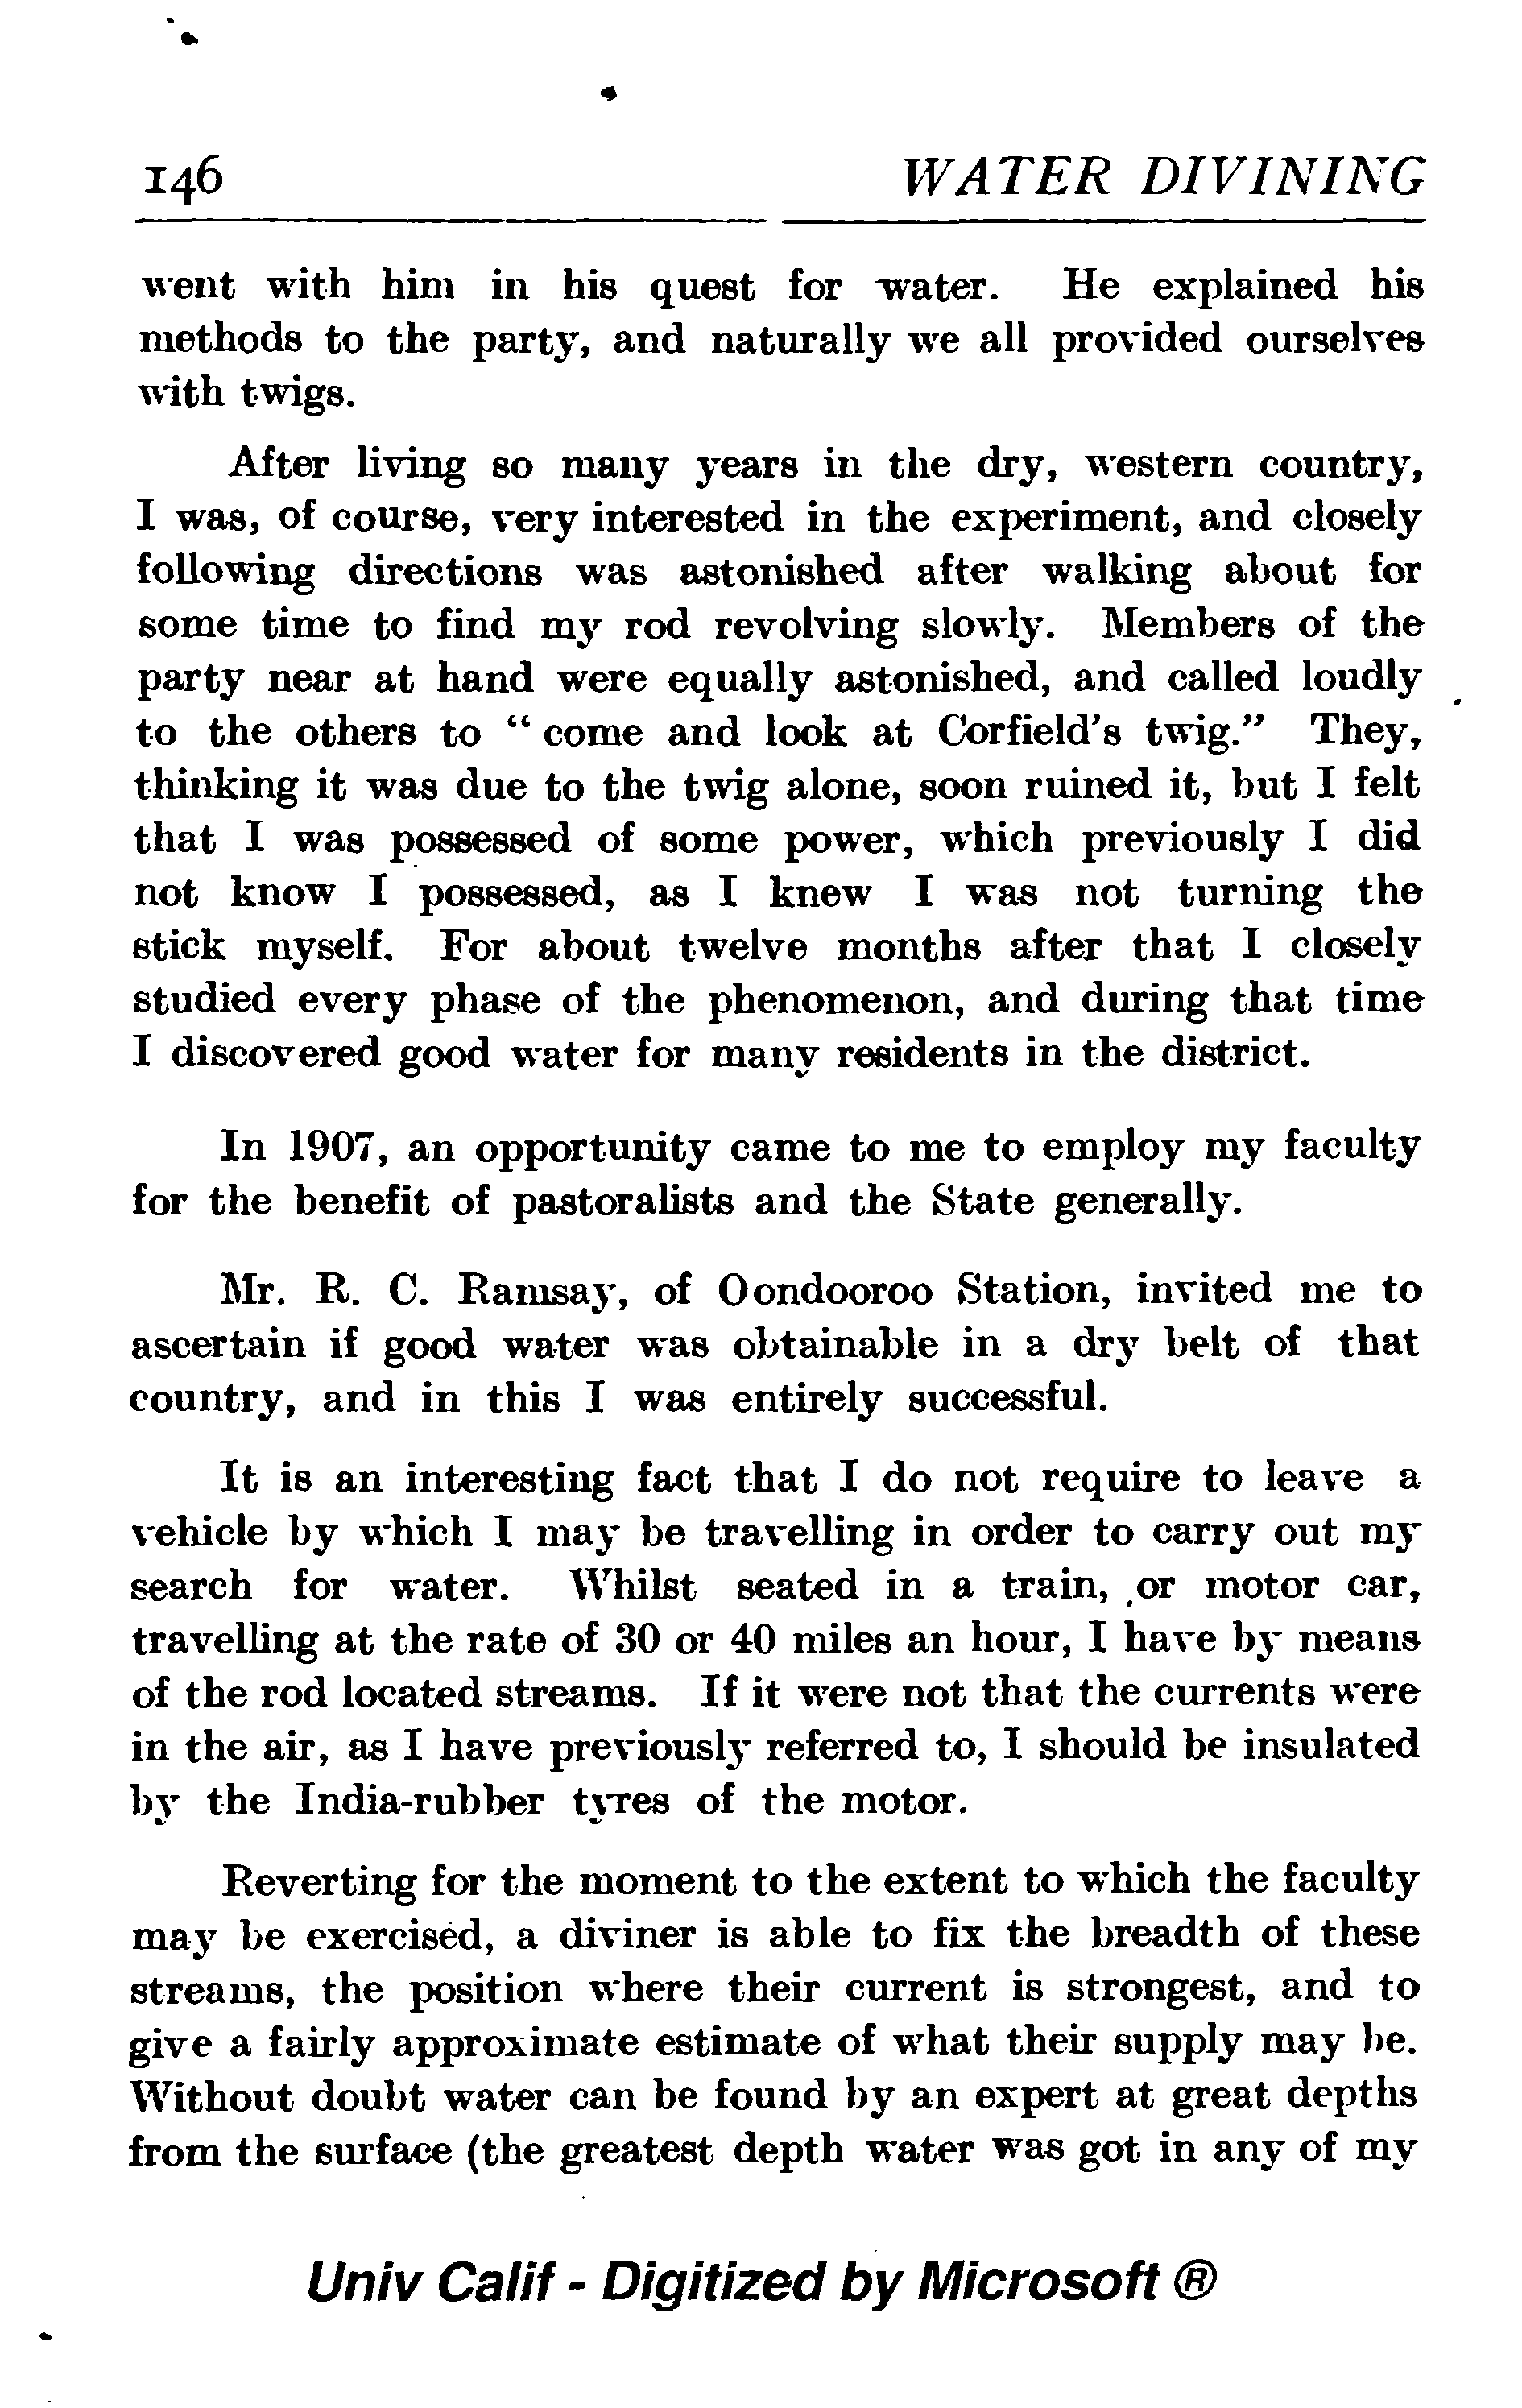 146 WATER DIVINING
went with him in his quest for water. He explained his
methods to the party, and naturally we all provided ourselves
with twigs.
After living so many years in the dry, western country,
I was, of course, very interested in the experiment, and closely
following directions was astonished after walking about for
some time to find my rod revolving slowly. Members of the
party near at hand were equally astonished, and called loudly
to the others to “ come and look at Corfield's twig.” They,
thinking it was due to the twig alone, soon ruined it, but I felt
that I was possessed of some power, which previously I did
not know I possessed, as I knew I was not turning the
stick myself. For about twelve months after that I closely
studied every phase of the phenomenon, and during that time
I discovered good water for many residents in the district.
In 1907, an opportunity came to me to employ my faculty
for the benefit of pastoralists and the State generally.
Mr. R. C. Ramsay, of Oondooroo Station, invited me to
ascertain if good water was obtainable in a dry belt of that
country, and in this I was entirely successful.
It is an interesting fact that I do not require to leave a
vehicle by which I may be travelling in order to carry out my
search for water. Whilst seated in a train, or motor car,
travelling at the rate of 30 or 40 miles an hour, I have by means
of the rod located streams. If it were not that the currents were
in the air, as I have previously referred to, I should be insulated
by the India-rubber tyres of the motor.
Reverting for the moment to the extent to which the faculty
may be exercised, a diviner is able to fix the breadth of these
streams, the position where their current is strongest, and to
give a fairly approximate estimate of what their supply may be.
Without doubt water can be found by an expert at great depths
from the surface (the greatest depth water was got in any of my
Univ Calif - Digitized by Microsoft ®